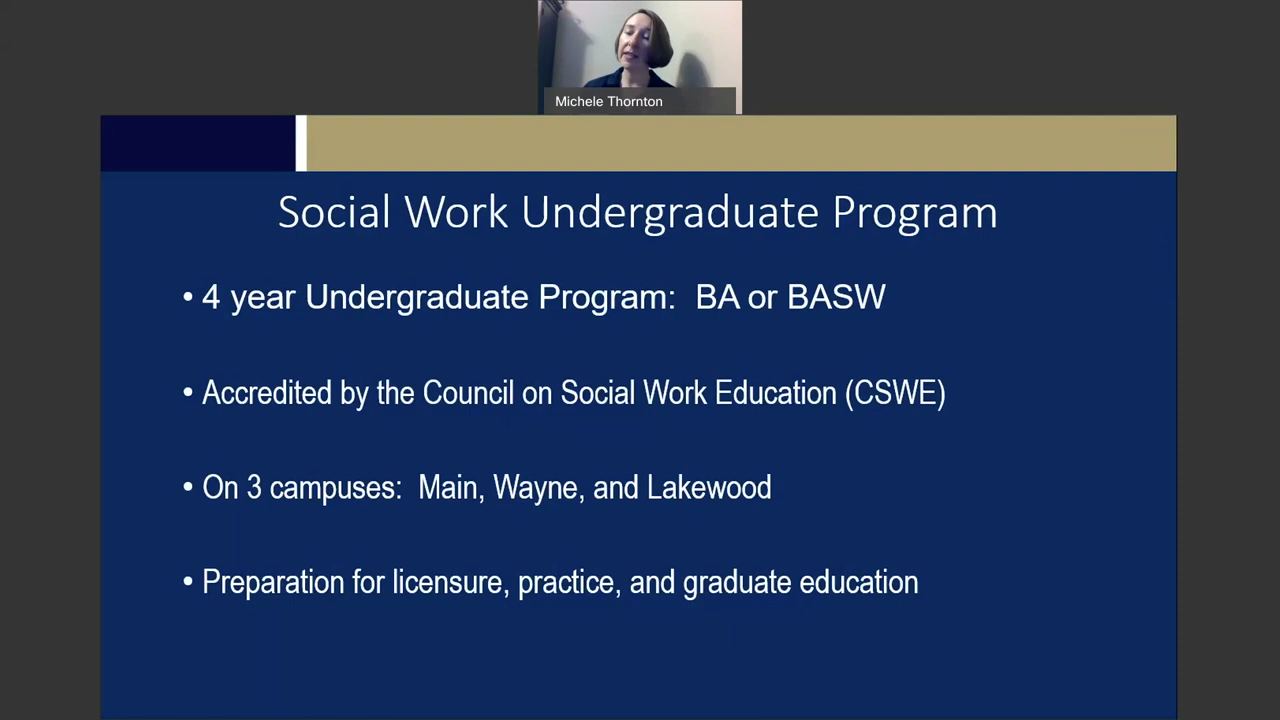 Michele Thornton
Social Work Undergraduate Program
• 4 year Undergraduate Program:  BA or BASW
• Accredited by the Council on Social Work Education (CSWE)
• On 3 campuses:  Main, Wayne, and Lakewood
• Preparation for licensure, practice, and graduate education